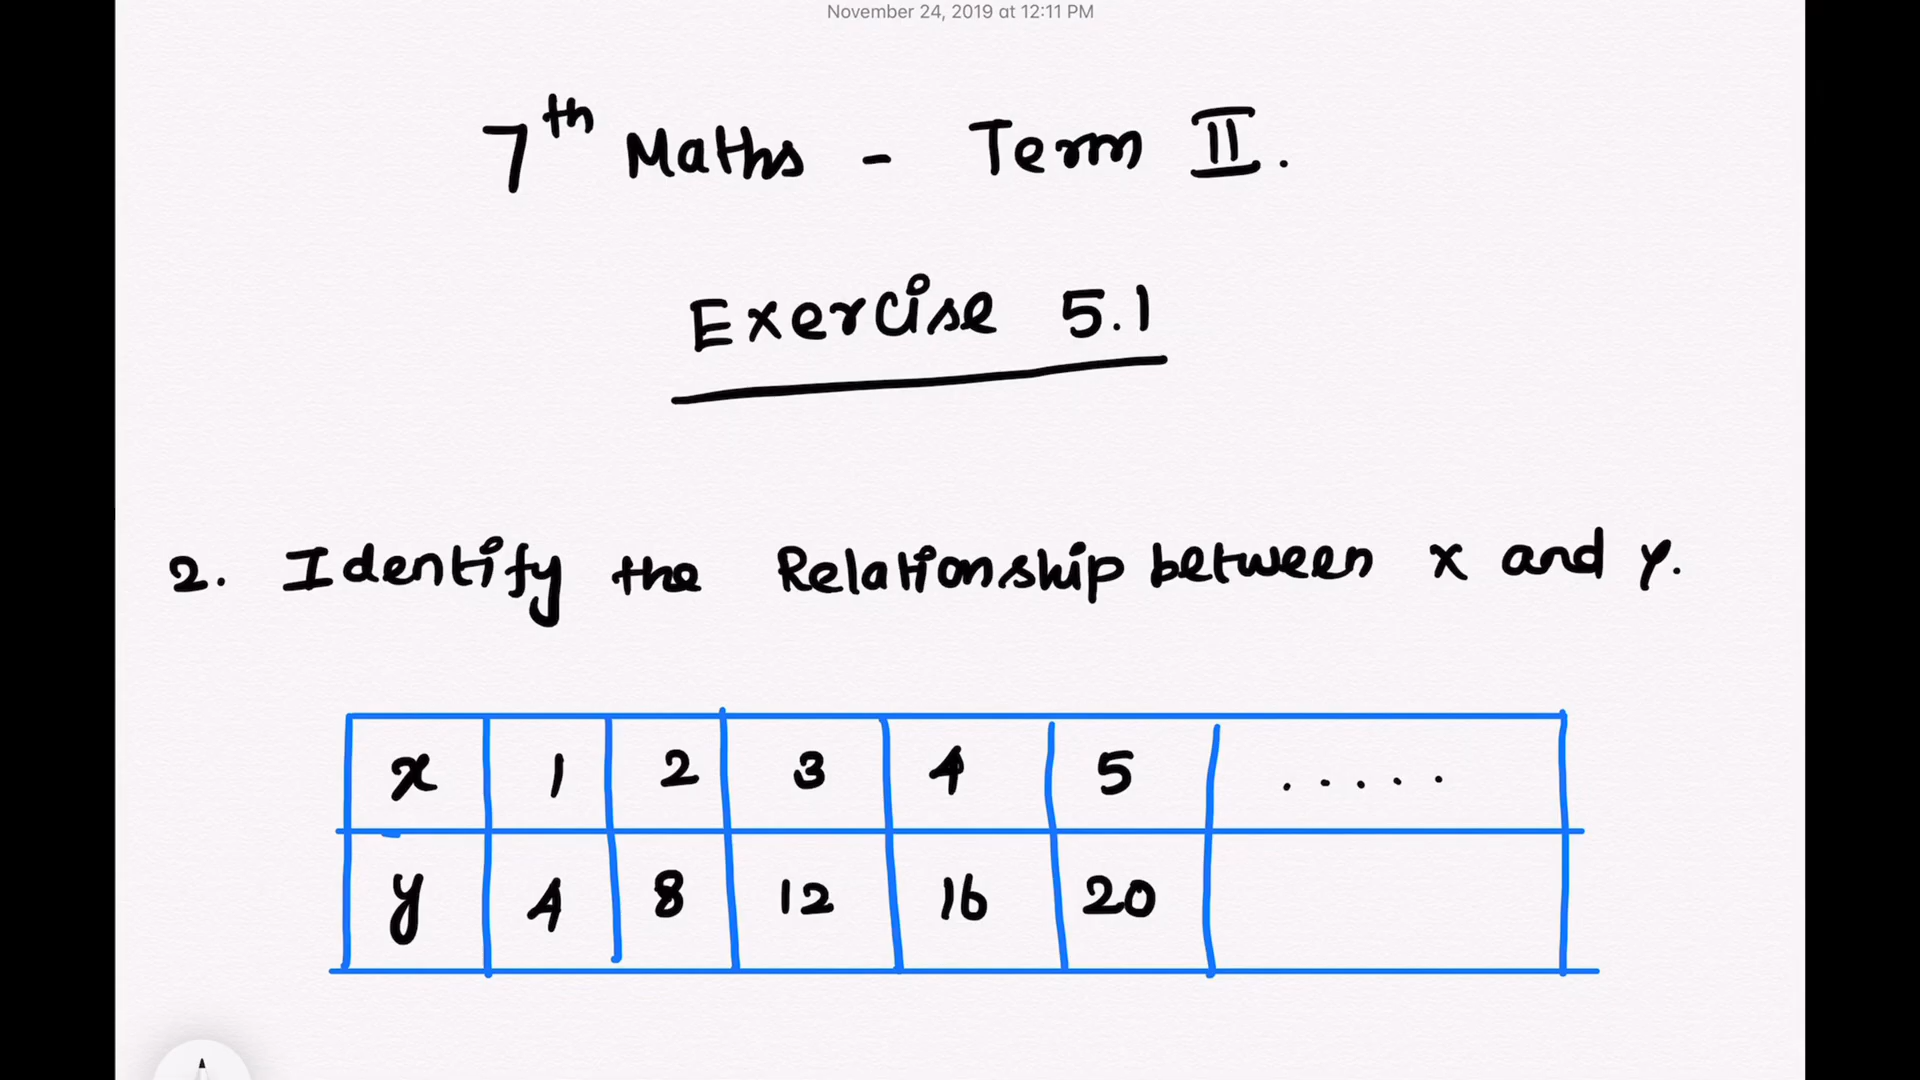 November 24, 2019 at 12:11 PM
7th Maths - Term II.
Exercise 5.1
2. Identify the Relationship between x and y.
x 1 2 3 4 5 .....
y 4 8 12 16 20